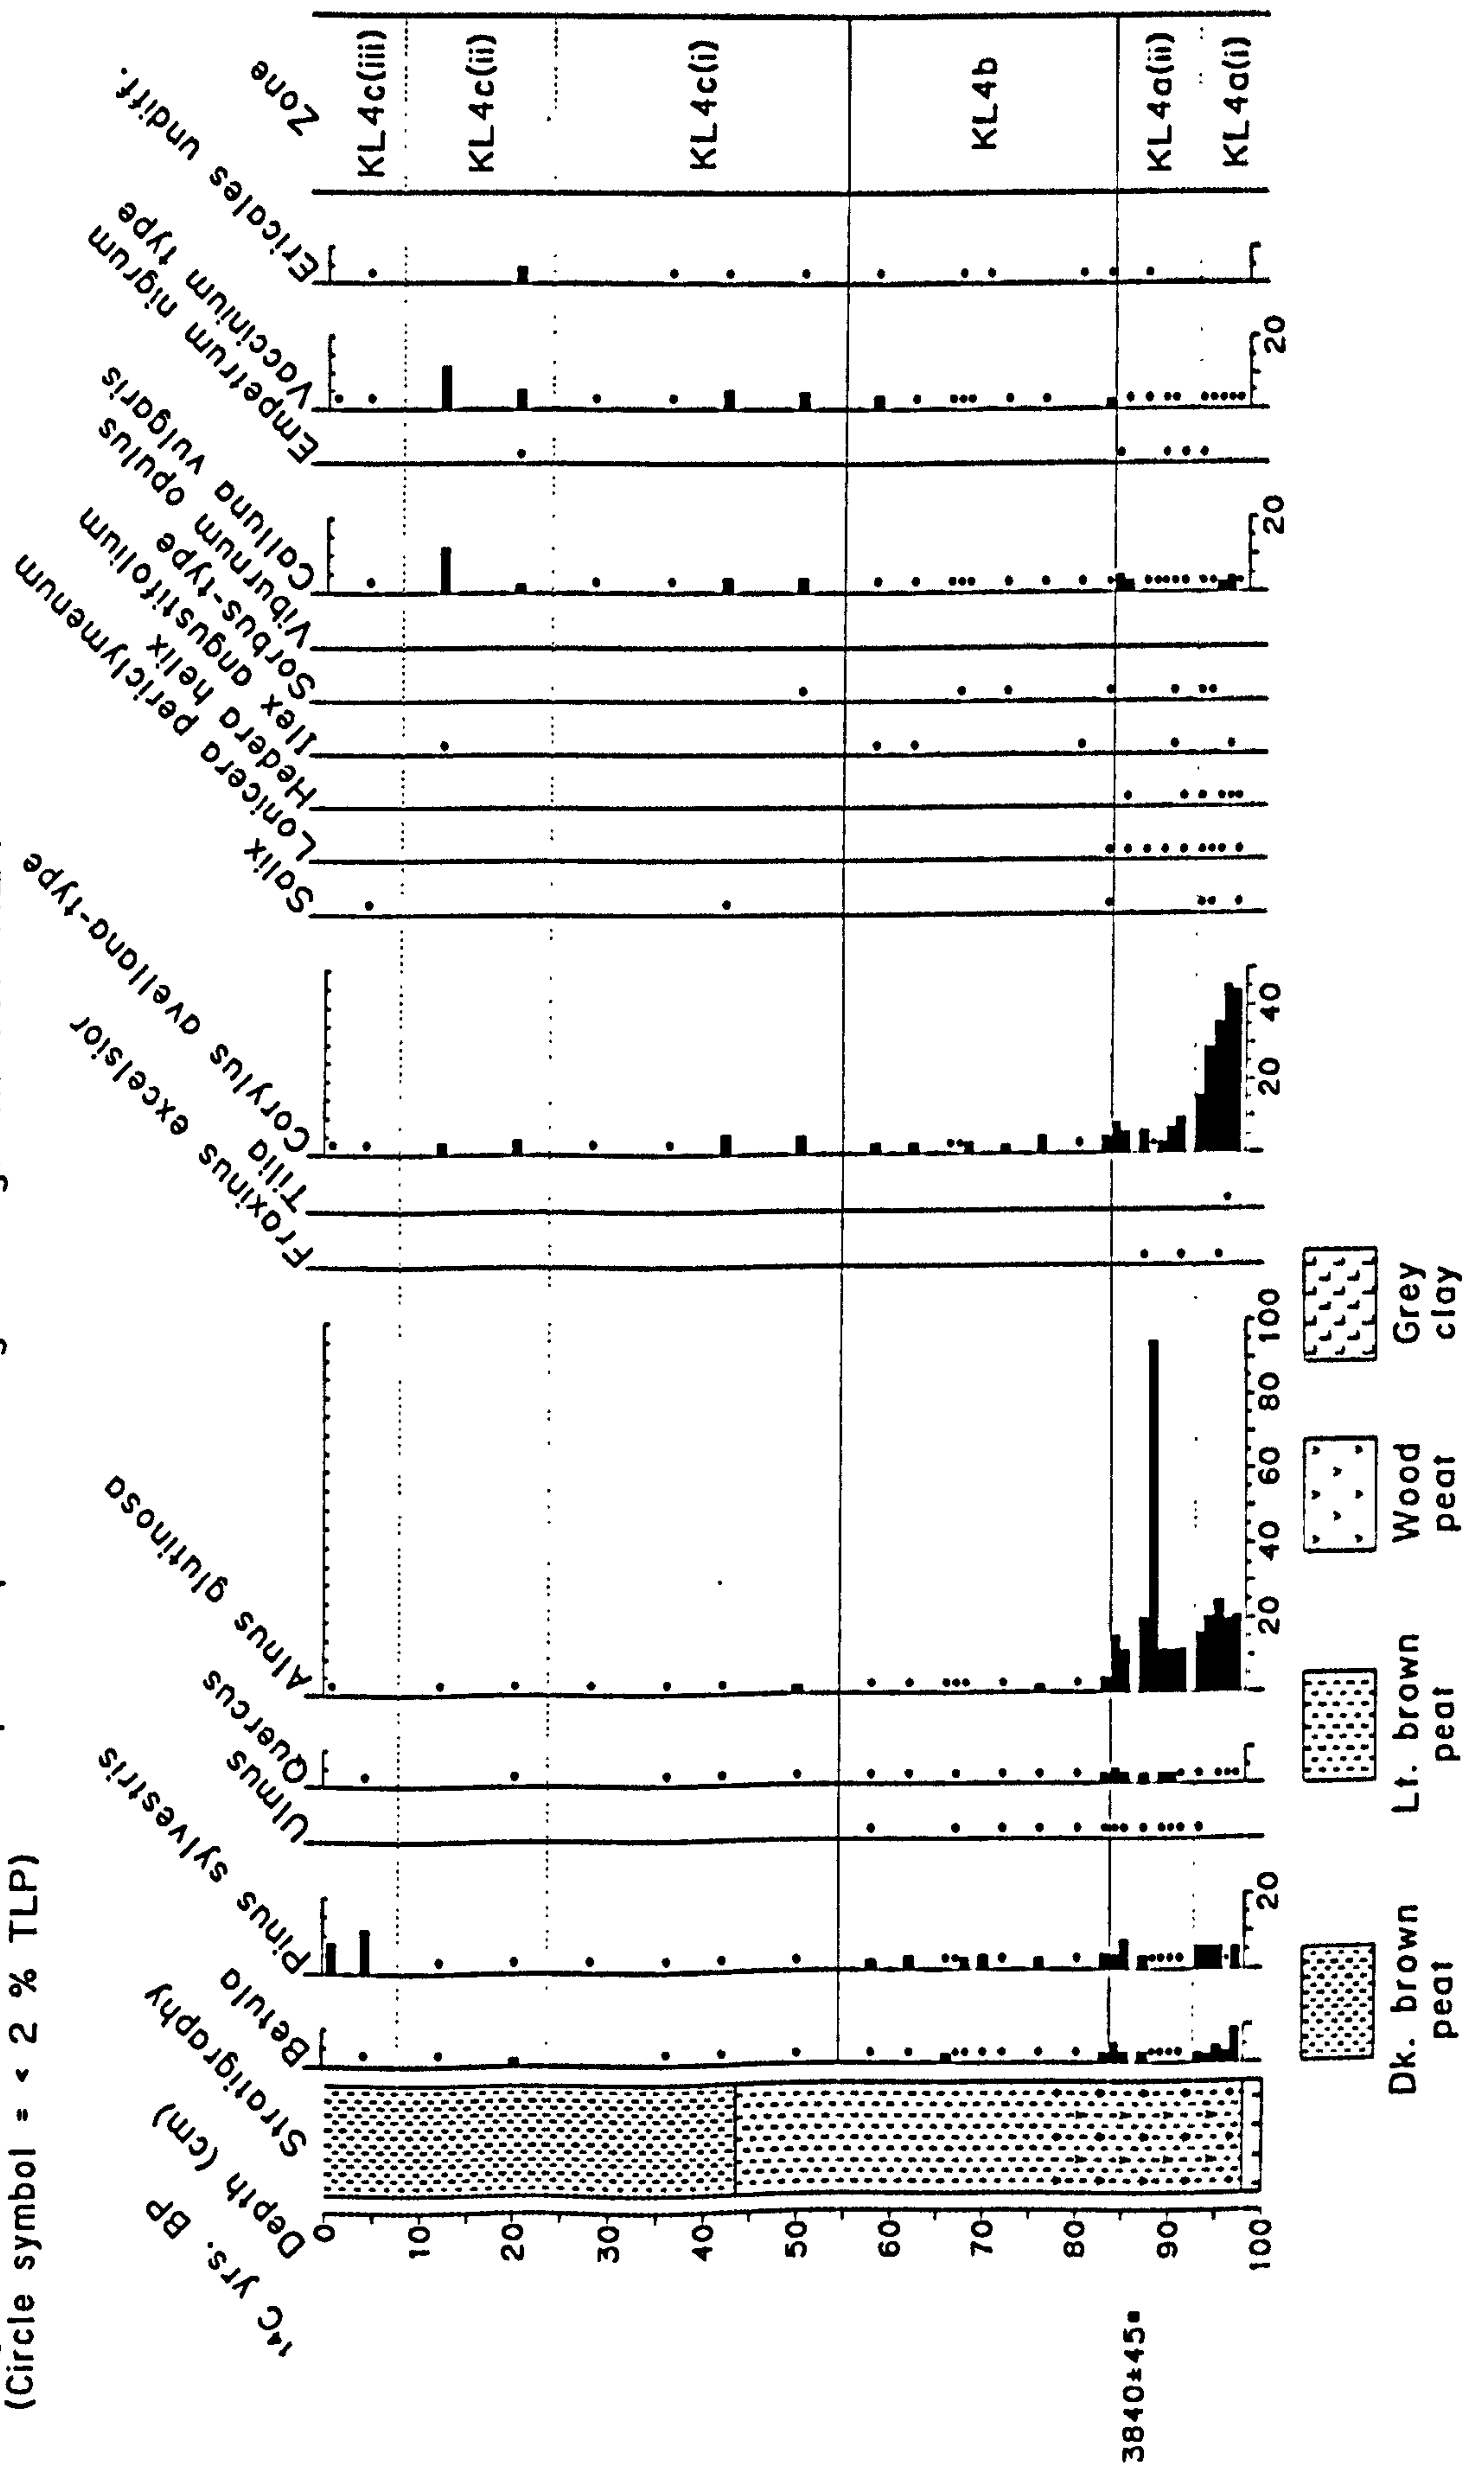 (Circle symbol = < 2 % TLP)
¹⁴C yrs. BP
Depth (cm)
Stratigraphy
Betula
Pinus sylvestris
Ulmus
Quercus
Alnus glutinosa
Fraxinus excelsior
Tilia
Corylus avellana-type
Salix
Lonicera periclymenum
Hedera helix
Ilex angustifolium
Sorbus-type
Viburnum opulus
Calluna vulgaris
Empetrum nigrum
Vaccinium type
Ericales undiff.
Zone
0
10
20
30
40
50
60
70
80
90
100
3840±45
KL4c(iii)
KL4c(ii)
KL4c(i)
KL4b
KL4a(ii)
KL4a(i)
20
20 40 60 80 100
20 40
20
20
Dk. brown
peat
Lt. brown
peat
Wood
peat
Grey
clay